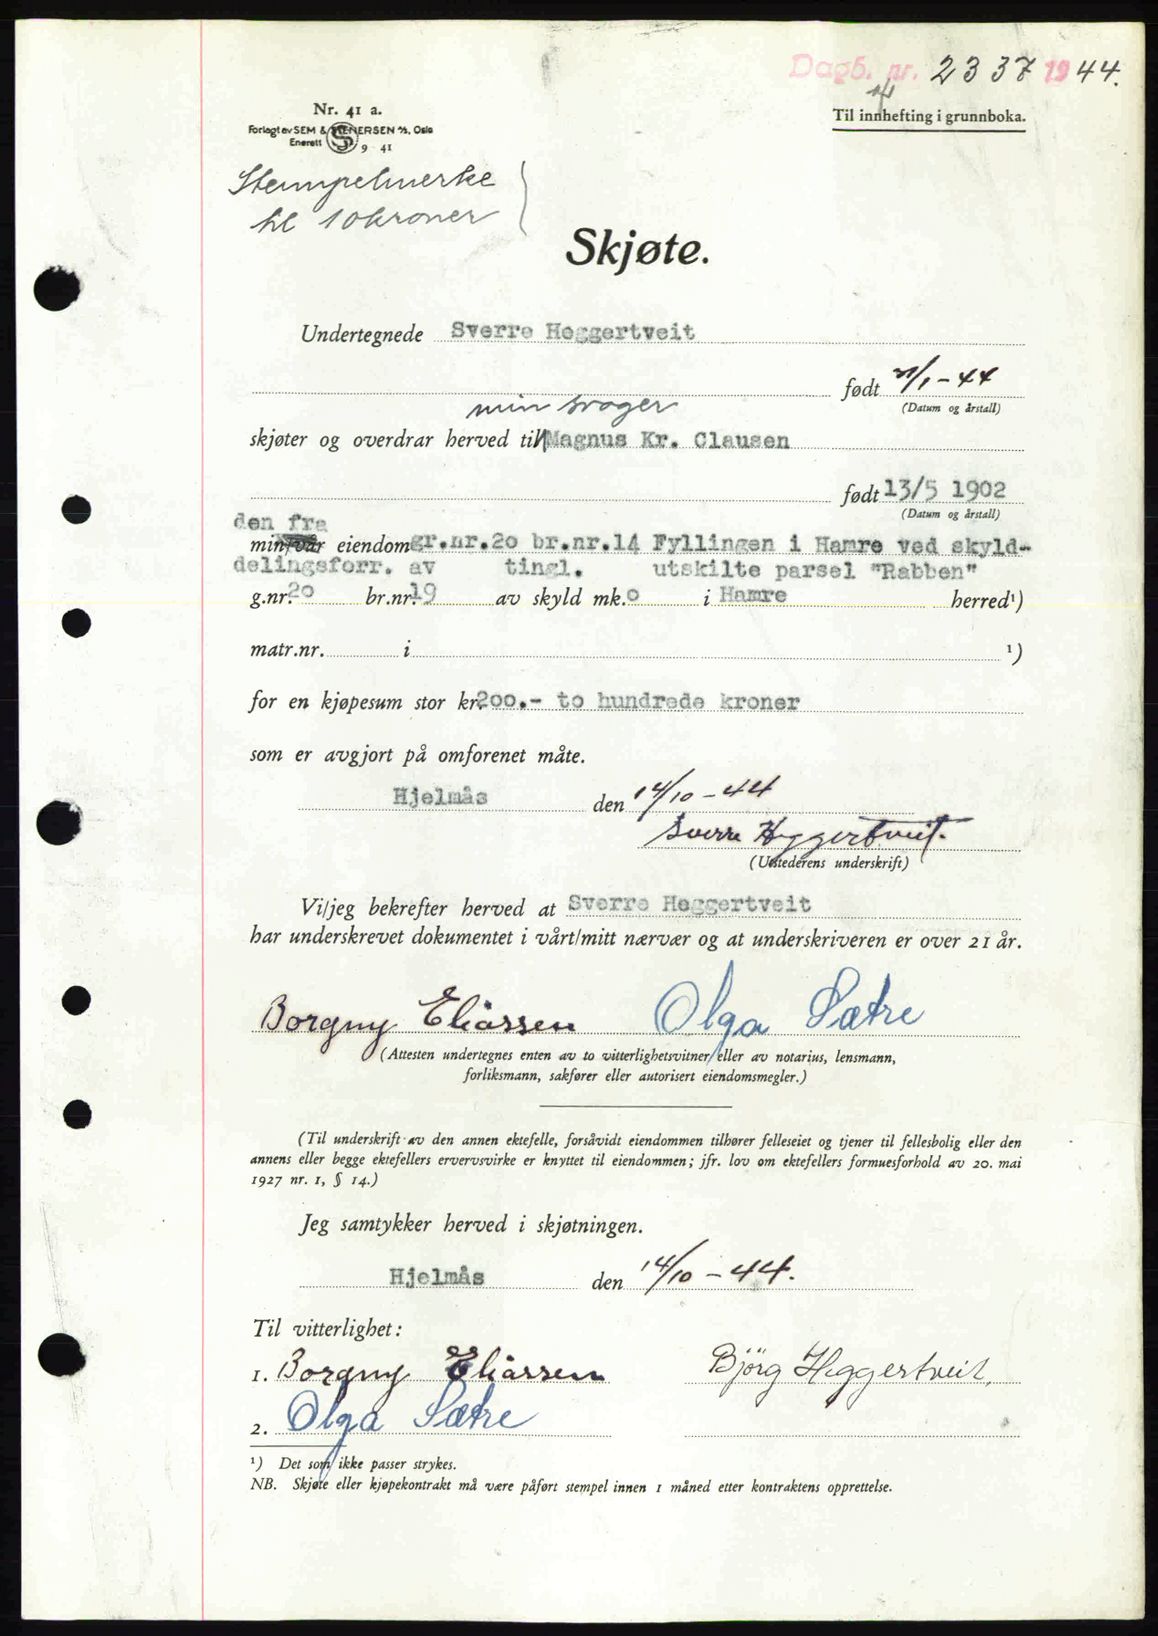 Dagb. nr. 2337 1944.
Til innhefting i grunnboka.
Nr. 41 a.
Forlagt av SEM & STENERSEN A/S, Oslo
Enerett 9 41
Stempelmerke
til 10 kroner
Skjøte.
Undertegnede Sverre Heggertveit
født 21/1-44
(Datum og årstall)
min svoger
skjøter og overdrar herved til Magnus Kr. Clausen
født 13/5 1902
(Datum og årstall)
den fra
min/vår eiendom gr.nr.20 br.nr.14 Fyllingen i Hamre ved skyld-
delingsforr. av tingl. utskilte parsel "Rabben"
g.nr. 20 br.nr. 19 av skyld mk. 0 i Hamre herred¹)
matr.nr. i ¹)
for en kjøpesum stor kr. 200.- to hundrede kroner
som er avgjort på omforenet måte.
Hjelmås den 14/10-44
Sverre Heggertveit.
(Utstederens underskrift)
Vi/jeg bekrefter herved at Sverre Heggertveit
har underskrevet dokumentet i vårt/mitt nærvær og at underskriveren er over 21 år.
Borgny Eliassen Olga Sætre
(Attesten undertegnes enten av to vitterlighetsvitner eller av notarius, lensmann,
forliksmann, sakfører eller autorisert eiendomsmegler.)
(Til underskrift av den annen ektefelle, forsåvidt eiendommen tilhører felleseiet og tjener til fellesbolig eller den
annens eller begge ektefellers ervervsvirke er knyttet til eiendommen; jfr. lov om ektefellers formuesforhold av 20. mai
1927 nr. 1, § 14.)
Jeg samtykker herved i skjøtningen.
Hjelmås den 14/10-44.
Til vitterlighet:
1. Borgny Eliassen Bjørg Heggertveit,
2. Olga Sætre
¹) Det som ikke passer strykes.
NB. Skjøte eller kjøpekontrakt må være påført stempel innen 1 måned etter kontraktens opprettelse.